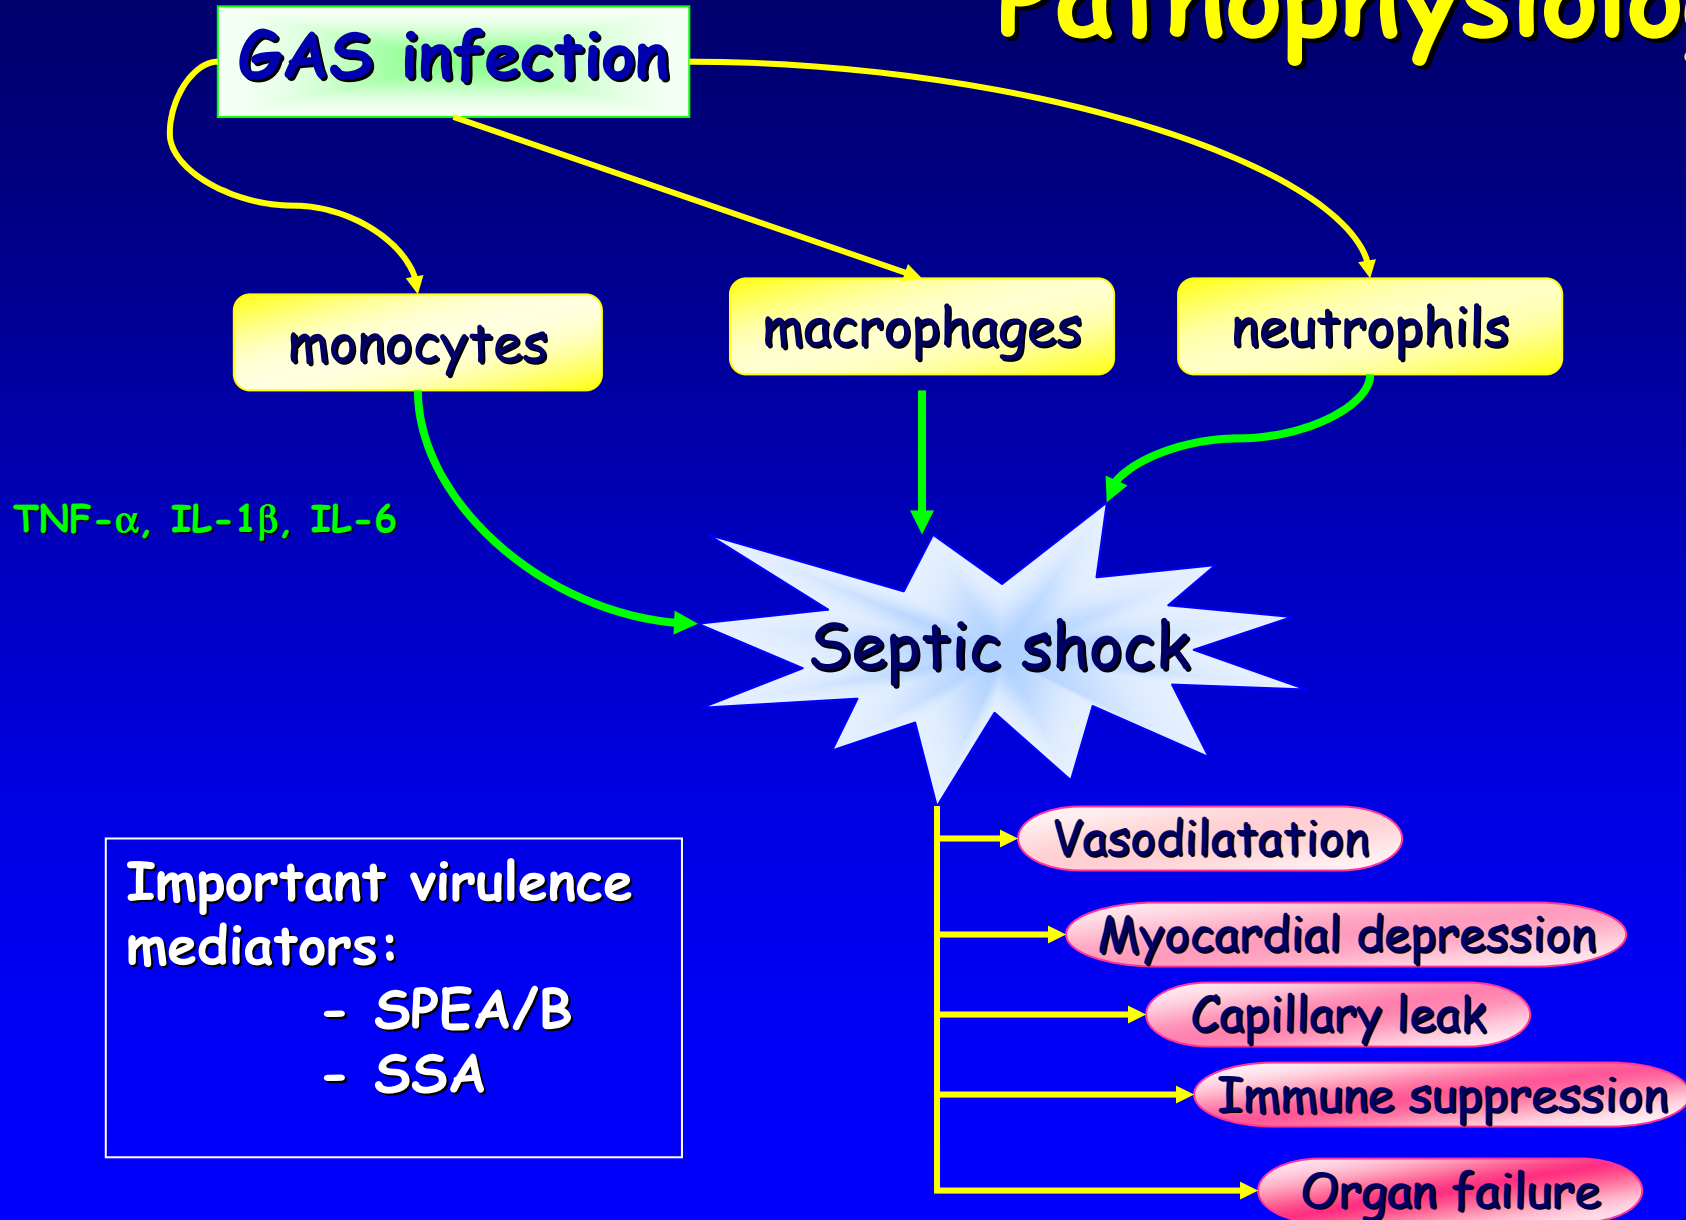 Pathophysiolog
GAS infection
monocytes
macrophages
neutrophils
TNF-α, IL-1β, IL-6
Septic shock
Vasodilatation
Myocardial depression
Capillary leak
Immune suppression
Organ failure
Important virulence
mediators:
- SPEA/B
- SSA